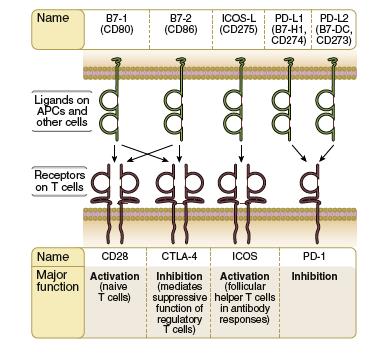 Name
B7-1
(CD80)
B7-2
(CD86)
ICOS-L
(CD275)
PD-L1
(B7-H1,
CD274)
PD-L2
(B7-DC,
CD273)
Ligands on
APCs and
other cells
Receptors
on T cells
Name
CD28
CTLA-4
ICOS
PD-1
Major
function
Activation
(naive
T cells)
Inhibition
(mediates
suppressive
function of
regulatory
T cells)
Activation
(follicular
helper T cells
in antibody
responses)
Inhibition